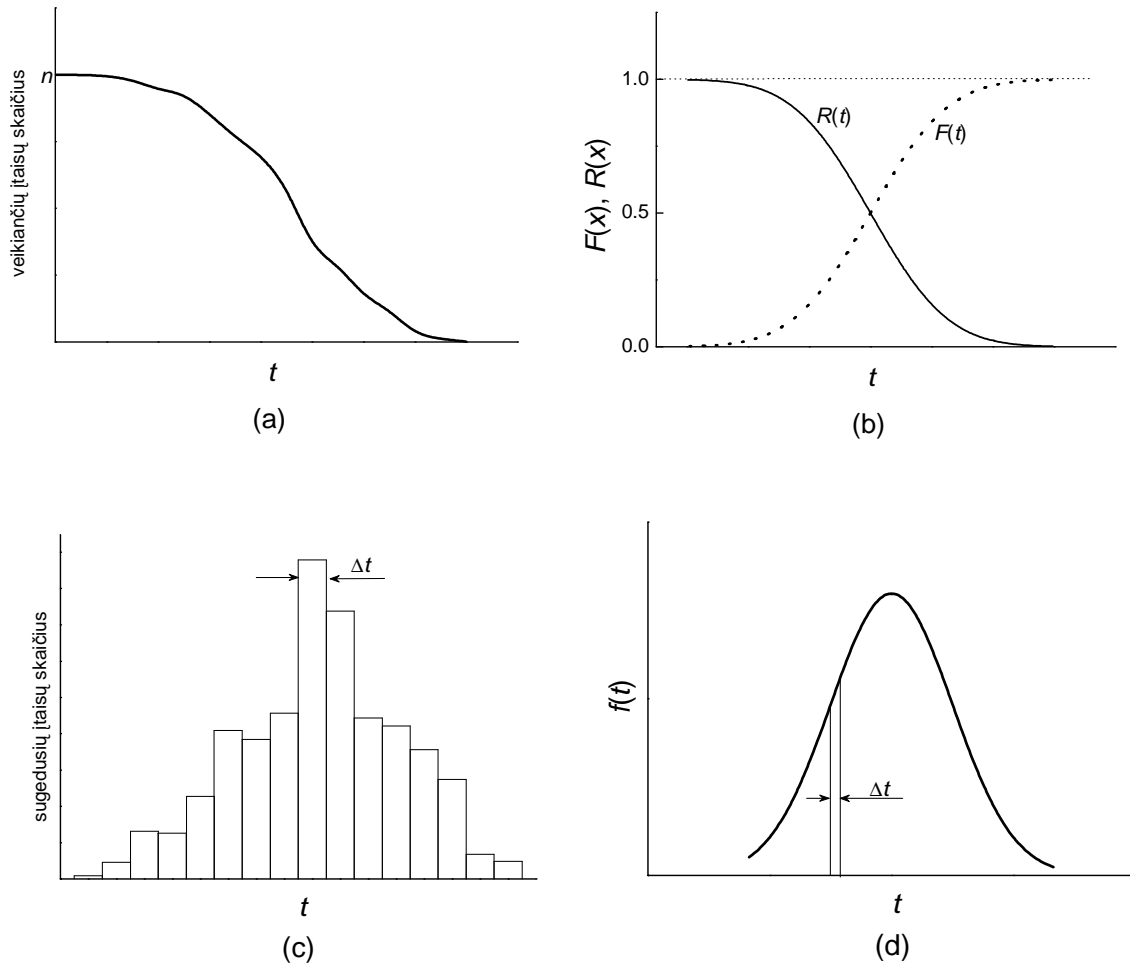 veikiančių įtaisų skaičius
n
t
(a)
F(x), R(x)
1.0
0.5
0.0
R(t)
F(t)
t
(b)
sugedusių įtaisų skaičius
Δt
t
(c)
f(t)
Δt
t
(d)